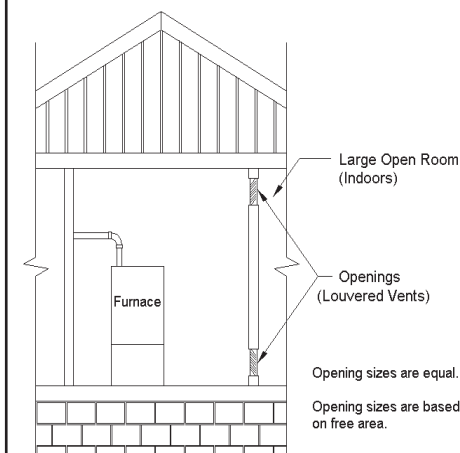 Large Open Room
(Indoors)
Furnace
Openings
(Louvered Vents)
Opening sizes are equal.
Opening sizes are based
on free area.